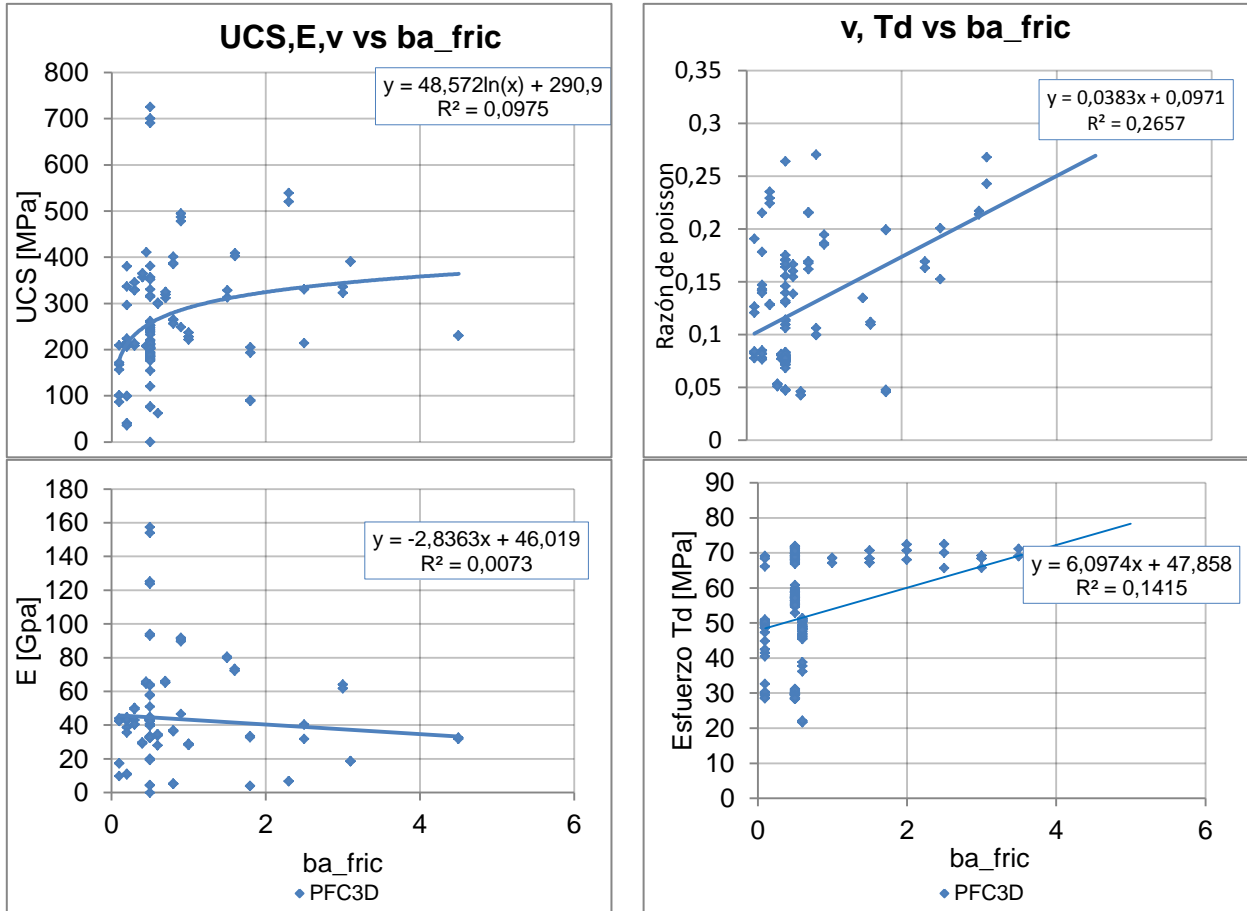 UCS,E,v vs ba_fric
800
700
600
500
400
300
200
100
0
UCS [MPa]
y = 48,572ln(x) + 290,9
R² = 0,0975
v, Td vs ba_fric
0,35
0,3
0,25
0,2
0,15
0,1
0,05
0
Razón de poisson
y = 0,0383x + 0,0971
R² = 0,2657
180
160
140
120
100
80
60
40
20
0
E [Gpa]
y = -2,8363x + 46,019
R² = 0,0073
0 2 4 6
ba_fric
PFC3D
90
80
70
60
50
40
30
20
10
0
Esfuerzo Td [MPa]
y = 6,0974x + 47,858
R² = 0,1415
0 2 4 6
ba_fric
PFC3D